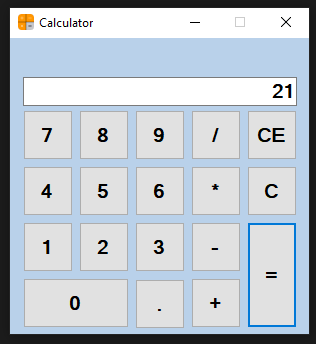 Calculator
21
7 8 9 / CE
4 5 6 * C
1 2 3 - =
0 . +